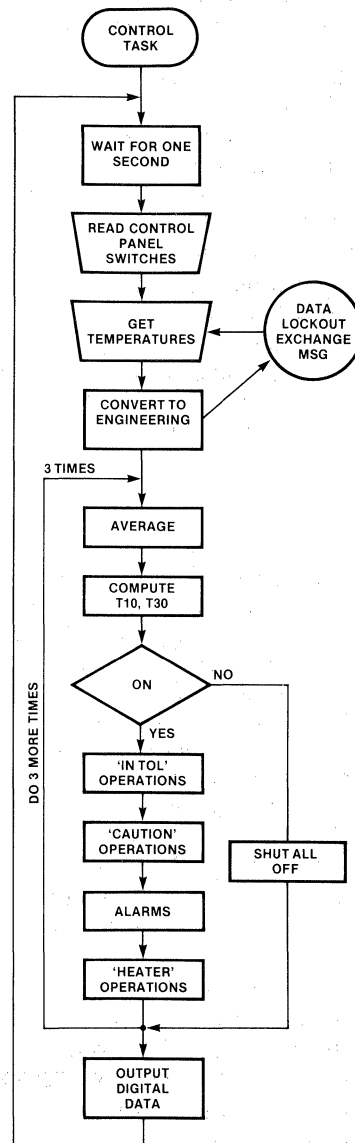 CONTROL
TASK
WAIT FOR ONE
SECOND
READ CONTROL
PANEL
SWITCHES
GET
TEMPERATURES
DATA
LOCKOUT
EXCHANGE
MSG
CONVERT TO
ENGINEERING
3 TIMES
AVERAGE
COMPUTE
T10, T30
ON
NO
YES
DO 3 MORE TIMES
'IN TOL'
OPERATIONS
'CAUTION'
OPERATIONS
SHUT ALL
OFF
ALARMS
'HEATER'
OPERATIONS
OUTPUT
DIGITAL
DATA